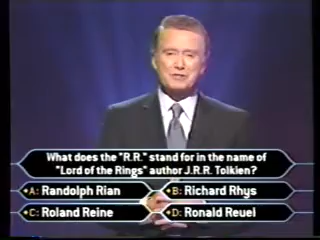 What does the "R.R." stand for in the name of
"Lord of the Rings" author J.R.R. Tolkien?
A: Randolph Rian
B: Richard Rhys
C: Roland Reine
D: Ronald Reuel